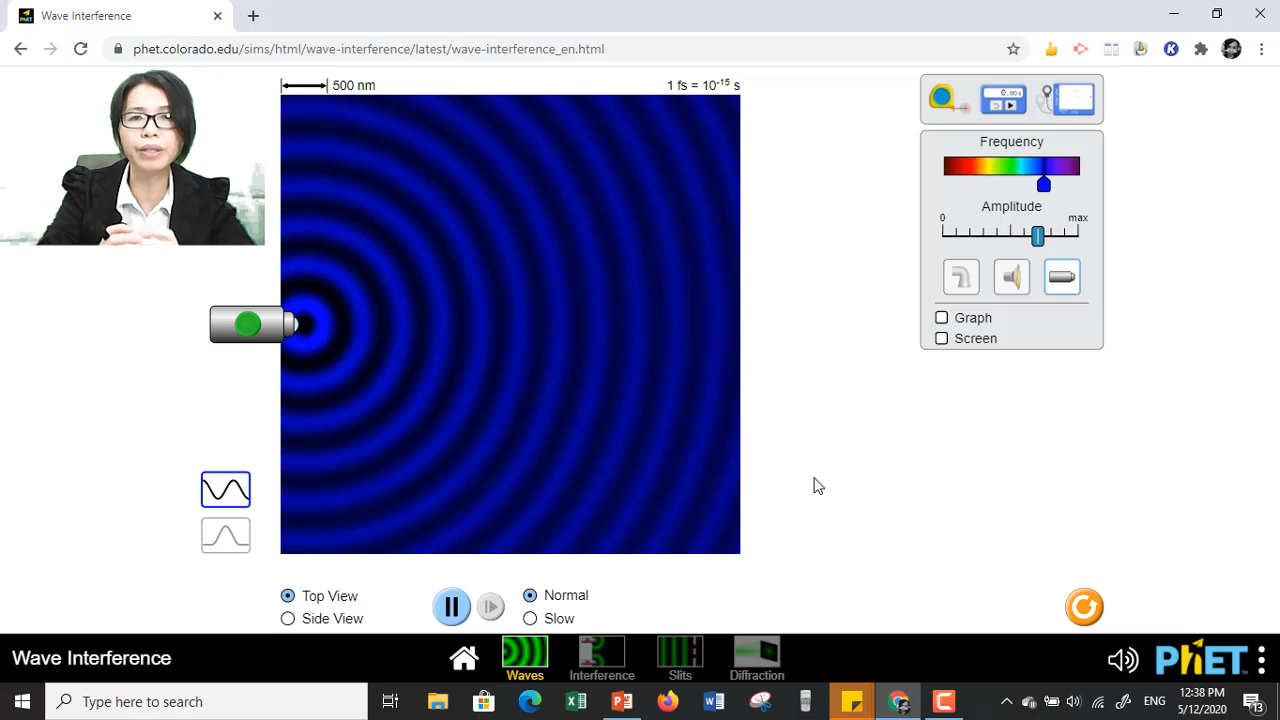 Wave Interference
phet.colorado.edu/sims/html/wave-interference/latest/wave-interference_en.html
500 nm
1 fs = 10⁻¹⁵ s
0.00 s
Frequency
Amplitude
0
max
Graph
Screen
Top View
Side View
Normal
Slow
Wave Interference
Waves
Interference
Slits
Diffraction
PhET
Type here to search
ENG
12:38 PM
5/12/2020
13